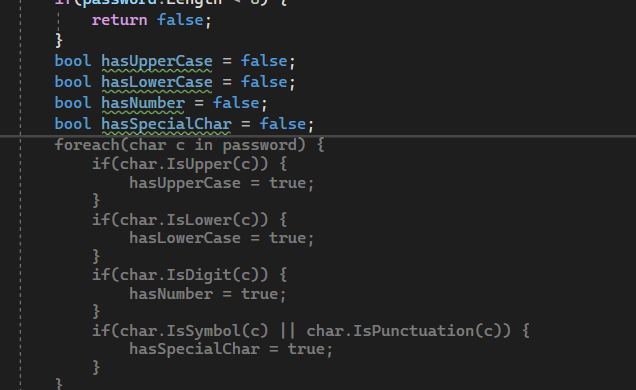 if(password.Length < 8) {
return false;
}
bool hasUpperCase = false;
bool hasLowerCase = false;
bool hasNumber = false;
bool hasSpecialChar = false;
foreach(char c in password) {
if(char.IsUpper(c)) {
hasUpperCase = true;
}
if(char.IsLower(c)) {
hasLowerCase = true;
}
if(char.IsDigit(c)) {
hasNumber = true;
}
if(char.IsSymbol(c) || char.IsPunctuation(c)) {
hasSpecialChar = true;
}
}